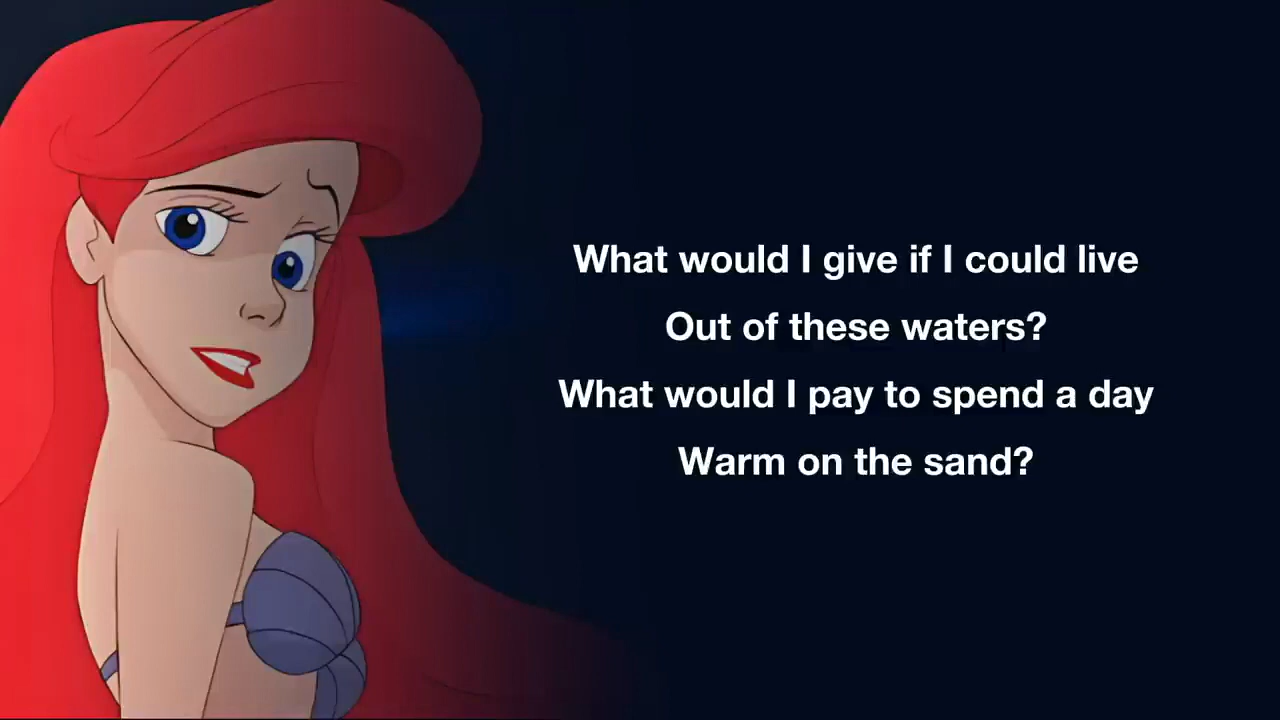 What would I give if I could live
Out of these waters?
What would I pay to spend a day
Warm on the sand?